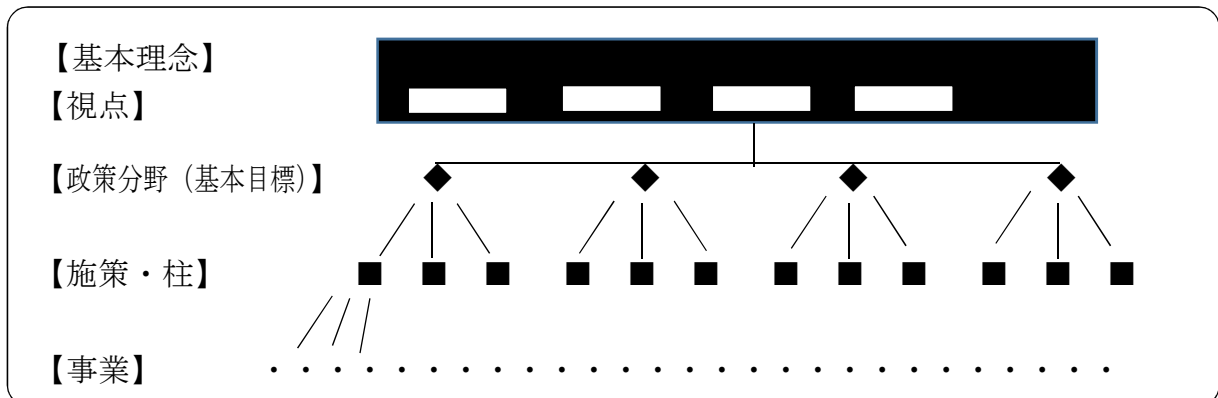 【基本理念】
【視点】
【政策分野（基本目標）】
◆ ◆ ◆ ◆
【施策・柱】
■ ■ ■ ■ ■ ■ ■ ■ ■ ■ ■ ■
【事業】
・・・・・・・・・・・・・・・・・・・・・・・・・・・